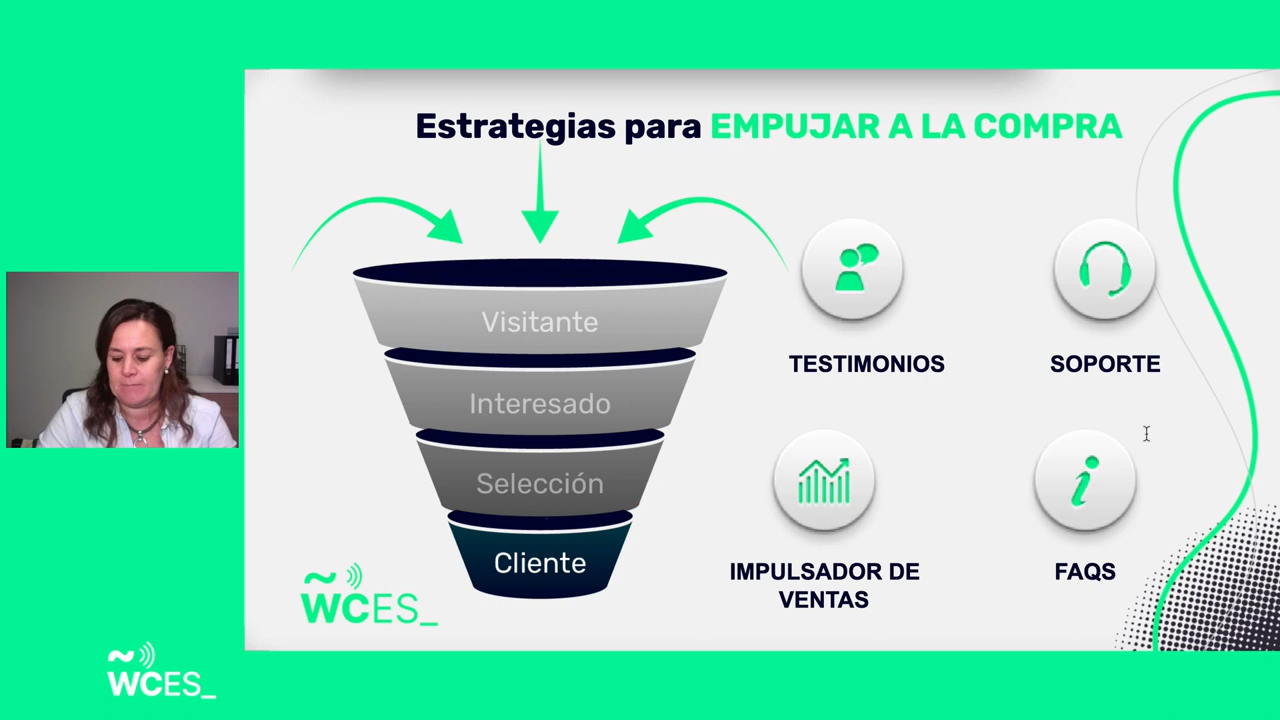 Estrategias para EMPUJAR A LA COMPRA
Visitante
Interesado
Selección
Cliente
TESTIMONIOS
SOPORTE
IMPULSADOR DE
VENTAS
FAQS
~
WCES_
~
WCES_